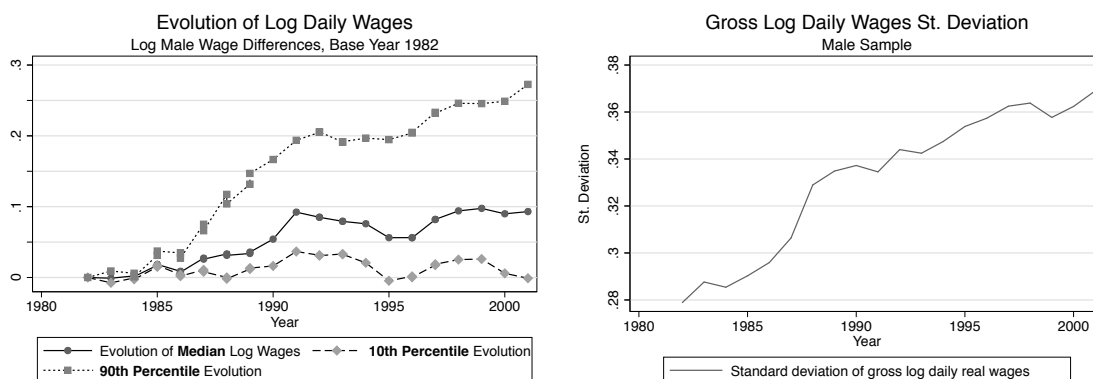 Evolution of Log Daily Wages
Log Male Wage Differences, Base Year 1982
.3
.2
.1
0
1980 1985 1990 1995 2000
Year
Evolution of Median Log Wages 10th Percentile Evolution
90th Percentile Evolution
Gross Log Daily Wages St. Deviation
Male Sample
St. Deviation
.38
.36
.34
.32
.3
.28
1980 1985 1990 1995 2000
Year
Standard deviation of gross log daily real wages